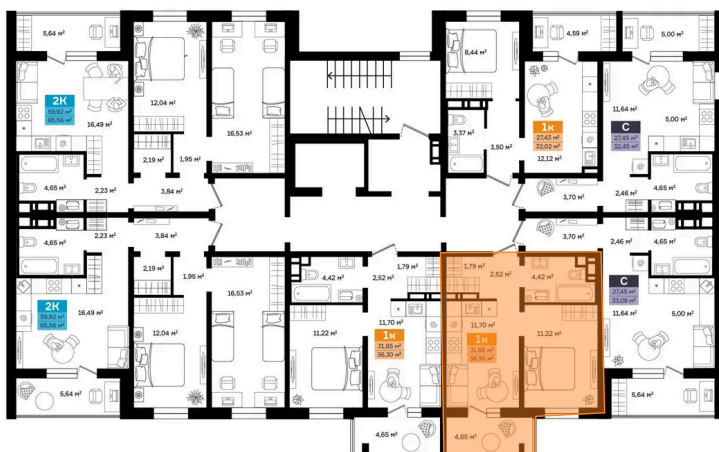 5,64 м²
12,04 м²
16,53 м²
8,44 м²
4,59 м²
5,00 м²
2К
59,92 м²
65,56 м²
16,49 м²
3,37 м²
3,50 м²
1к
27,43 м²
32,02 м²
12,12 м²
11,64 м²
5,00 м²
С
27,45 м²
32,45 м²
2,19 м²
1,95 м²
4,65 м²
2,23 м²
3,84 м²
3,70 м²
2,46 м²
4,65 м²
4,65 м²
2,23 м²
3,84 м²
3,70 м²
2,46 м²
4,65 м²
2,19 м²
1,95 м²
16,53 м²
4,42 м²
2,52 м²
1,79 м²
1,79 м²
2,52 м²
4,42 м²
2К
59,92 м²
65,56 м²
16,49 м²
12,04 м²
11,22 м²
11,70 м²
1к
31,65 м²
36,30 м²
11,70 м²
1к
31,65 м²
36,30 м²
11,22 м²
С
27,45 м²
33,09 м²
11,64 м²
5,00 м²
5,64 м²
4,65 м²
4,65 м²
5,64 м²